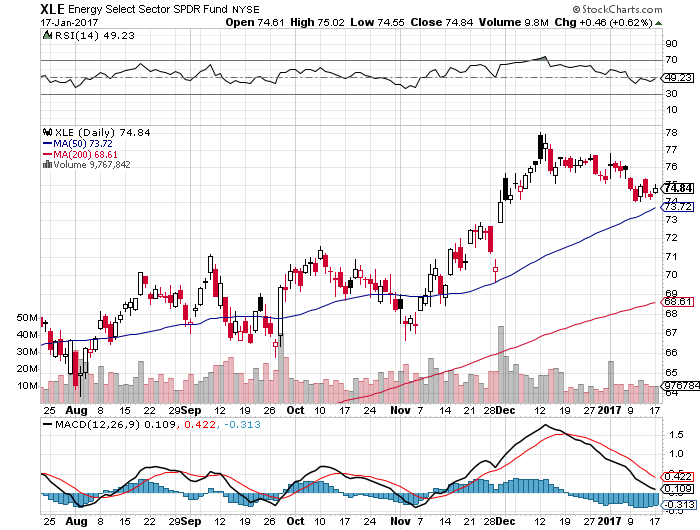 XLE Energy Select Sector SPDR Fund NYSE © StockCharts.com
17-Jan-2017 Open 74.61 High 75.02 Low 74.55 Close 74.84 Volume 9.8M Chg +0.46 (+0.62%)
RSI(14) 49.23
90
70
49.23
30
10
XLE (Daily) 74.84
MA(50) 73.72
MA(200) 68.61
Volume 9,767,842
78
77
76
75
74.84
73.72
72
71
70
69
68.61
68
67
66
65
64
50M
40M
30M
20M
10M
9767842
25 Aug 8 15 22 29 Sep 12 19 26 Oct 10 17 24 Nov 7 14 21 28 Dec 12 19 27 2017 9 17
MACD(12,26,9) 0.109, 0.422, -0.313
1.5
1.0
0.5
0.422
0.109
-0.313
25 Aug 8 15 22 29 Sep 12 19 26 Oct 10 17 24 Nov 7 14 21 28 Dec 12 19 27 2017 9 17